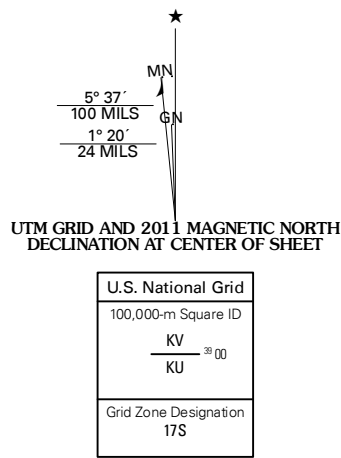 ★
MN
5° 37´
100 MILS
GN
1° 20´
24 MILS
UTM GRID AND 2011 MAGNETIC NORTH
DECLINATION AT CENTER OF SHEET
U.S. National Grid
100,000-m Square ID
KV
39 00
KU
Grid Zone Designation
17S